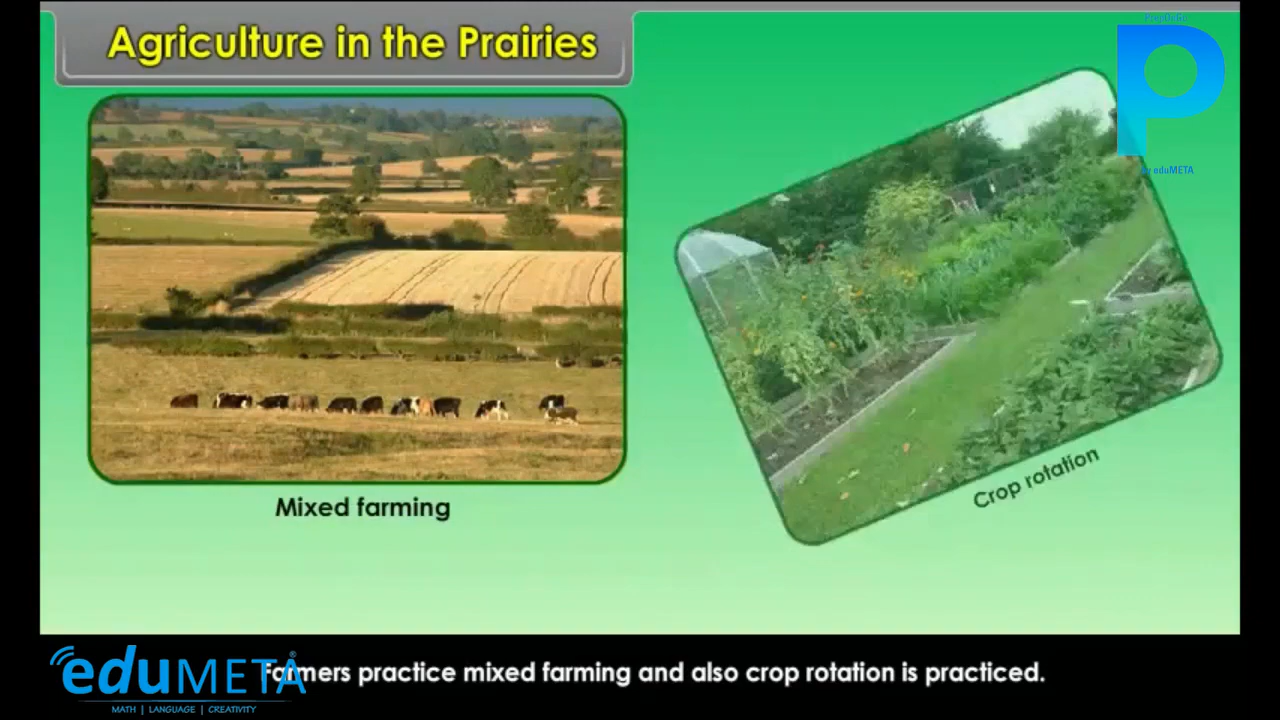 Agriculture in the Prairies
P
by eduMETA
Mixed farming
Crop rotation
eduMETA®
MATH | LANGUAGE | CREATIVITY
Farmers practice mixed farming and also crop rotation is practiced.